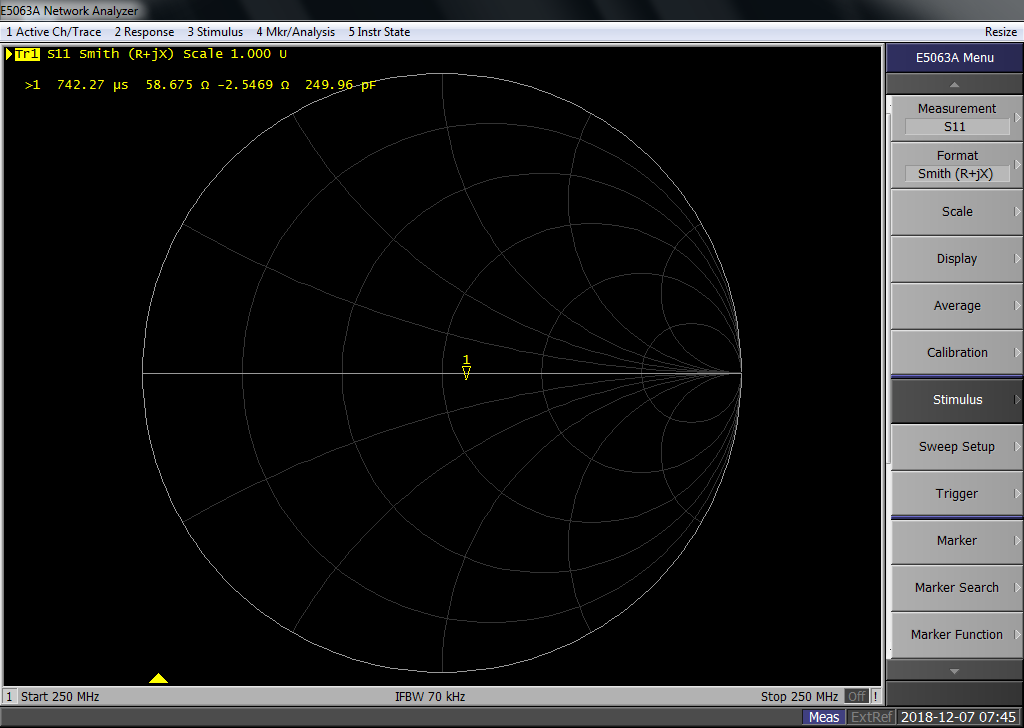 E5063A Network Analyzer
1 Active Ch/Trace 2 Response 3 Stimulus 4 Mkr/Analysis 5 Instr State Resize
Tr1 S11 Smith (R+jX) Scale 1.000 U
>1 742.27 µs 58.675 Ω -2.5469 Ω 249.96 pF
1
E5063A Menu
Measurement
S11
Format
Smith (R+jX)
Scale
Display
Average
Calibration
Stimulus
Sweep Setup
Trigger
Marker
Marker Search
Marker Function
1 Start 250 MHz IFBW 70 kHz Stop 250 MHz Off !
Meas ExtRef 2018-12-07 07:45